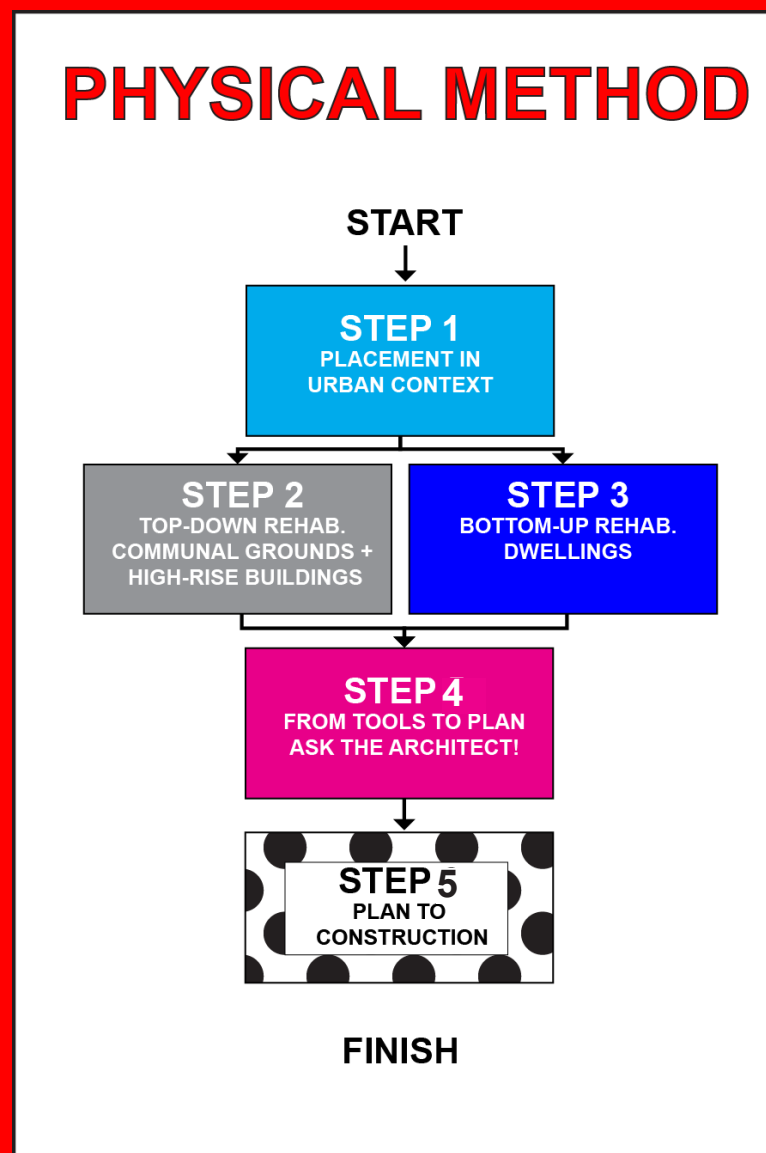 PHYSICAL METHOD
START
STEP 1
PLACEMENT IN
URBAN CONTEXT
STEP 2
TOP-DOWN REHAB.
COMMUNAL GROUNDS +
HIGH-RISE BUILDINGS
STEP 3
BOTTOM-UP REHAB.
DWELLINGS
STEP 4
FROM TOOLS TO PLAN
ASK THE ARCHITECT!
STEP 5
PLAN TO
CONSTRUCTION
FINISH